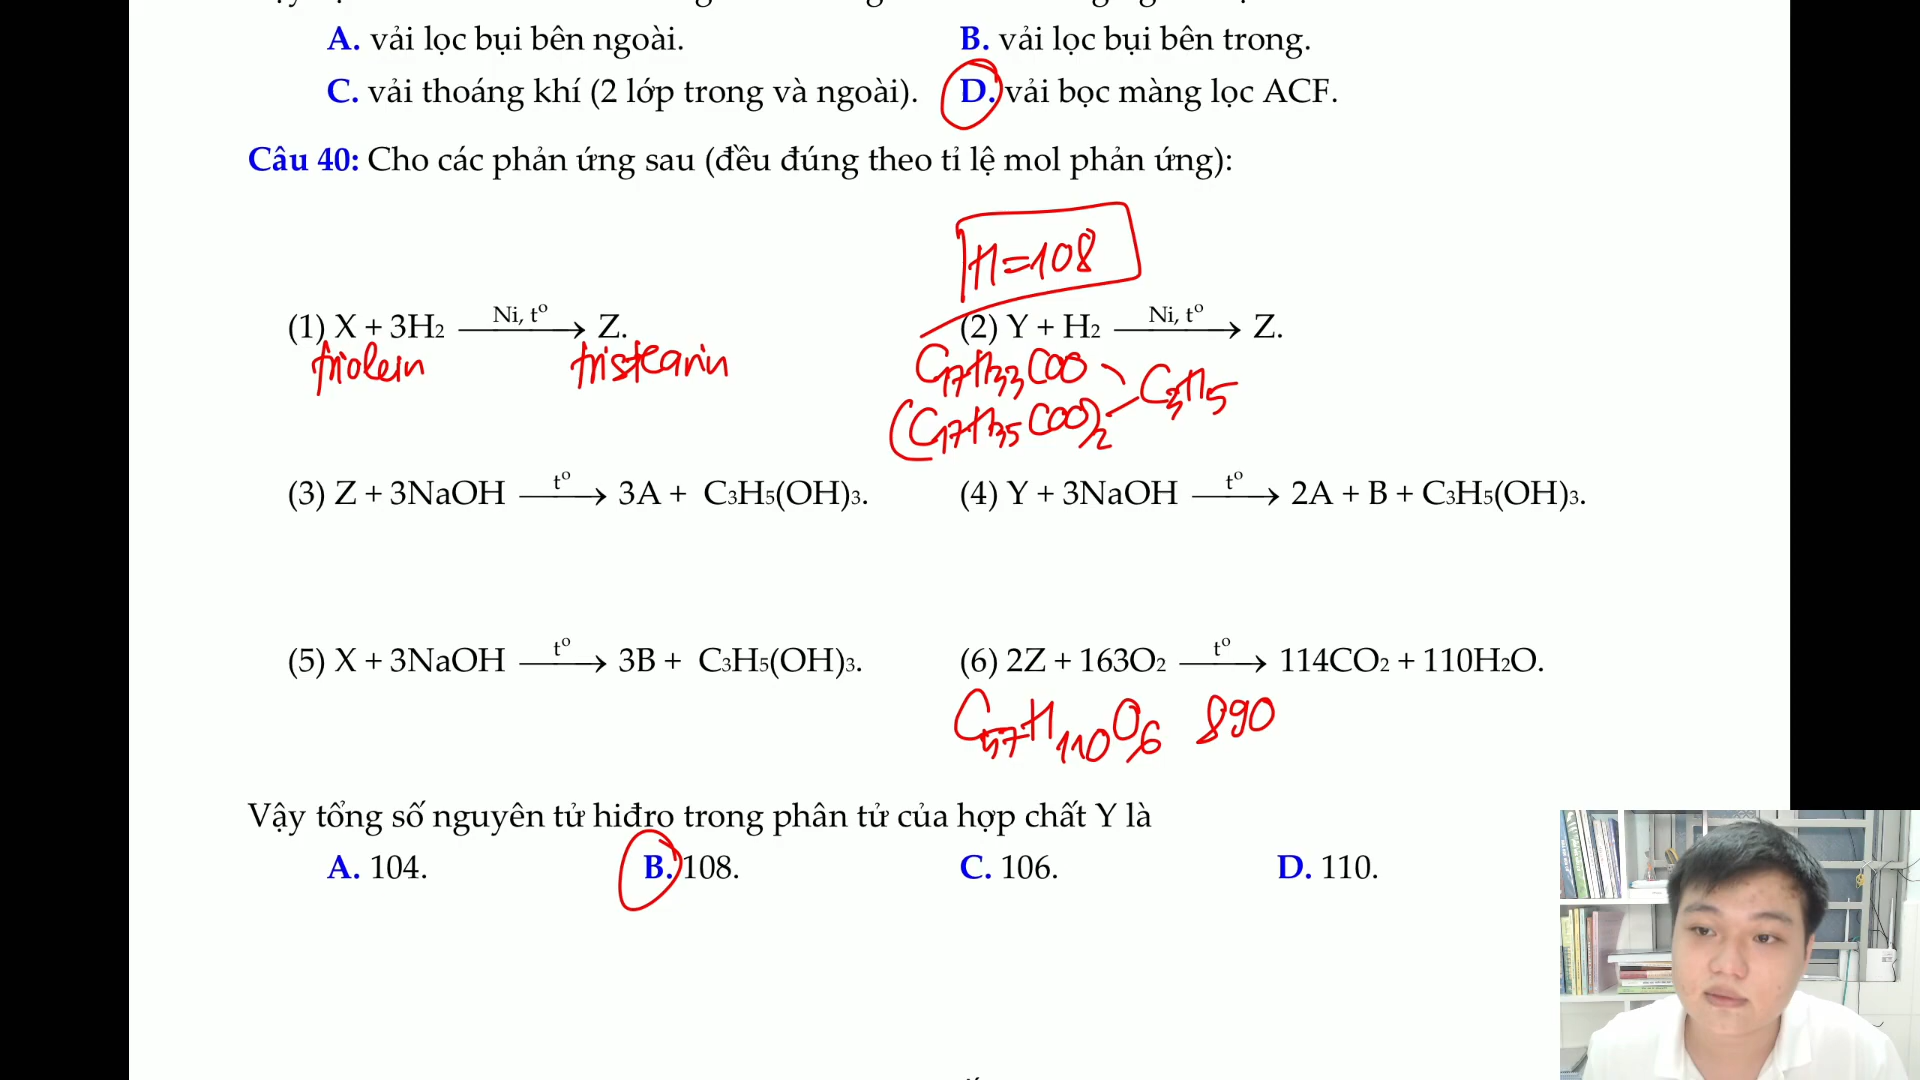 A. vải lọc bụi bên ngoài. B. vải lọc bụi bên trong.
C. vải thoáng khí (2 lớp trong và ngoài). D. vải bọc màng lọc ACF.
Câu 40: Cho các phản ứng sau (đều đúng theo tỉ lệ mol phản ứng):
H=108
(1) X + 3H₂ —Ni, t°→ Z. (2) Y + H₂ —Ni, t°→ Z.
triolein tristearin C₁₇H₃₃COO
(C₁₇H₃₅COO)₂ C₃H₅
(3) Z + 3NaOH —t°→ 3A + C₃H₅(OH)₃. (4) Y + 3NaOH —t°→ 2A + B + C₃H₅(OH)₃.
(5) X + 3NaOH —t°→ 3B + C₃H₅(OH)₃. (6) 2Z + 163O₂ —t°→ 114CO₂ + 110H₂O.
C₅₇H₁₁₀O₆ 890
Vậy tổng số nguyên tử hiđro trong phân tử của hợp chất Y là
A. 104. B. 108. C. 106. D. 110.